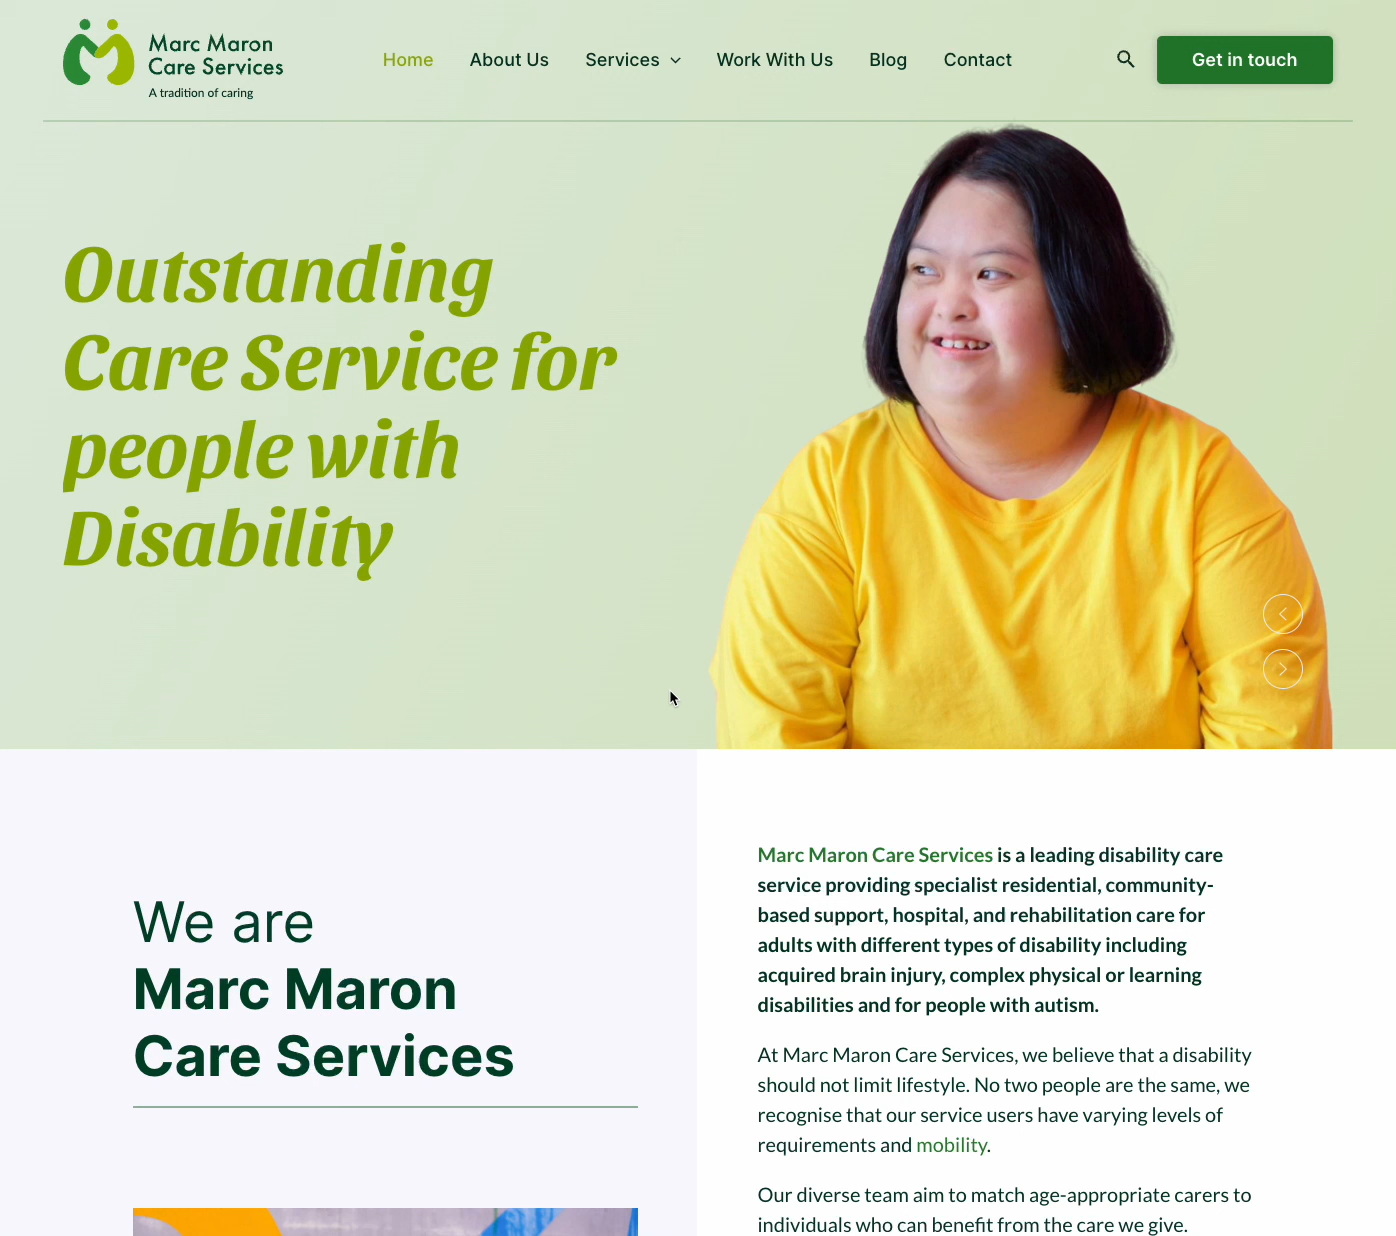 Marc Maron
Care Services
A tradition of caring
Home
About Us
Services
Work With Us
Blog
Contact
Get in touch
Outstanding
Care Service for
people with
Disability
We are
Marc Maron
Care Services
Marc Maron Care Services is a leading disability care
service providing specialist residential, community-
based support, hospital, and rehabilitation care for
adults with different types of disability including
acquired brain injury, complex physical or learning
disabilities and for people with autism.
At Marc Maron Care Services, we believe that a disability
should not limit lifestyle. No two people are the same, we
recognise that our service users have varying levels of
requirements and mobility.
Our diverse team aim to match age-appropriate carers to
individuals who can benefit from the care we give.